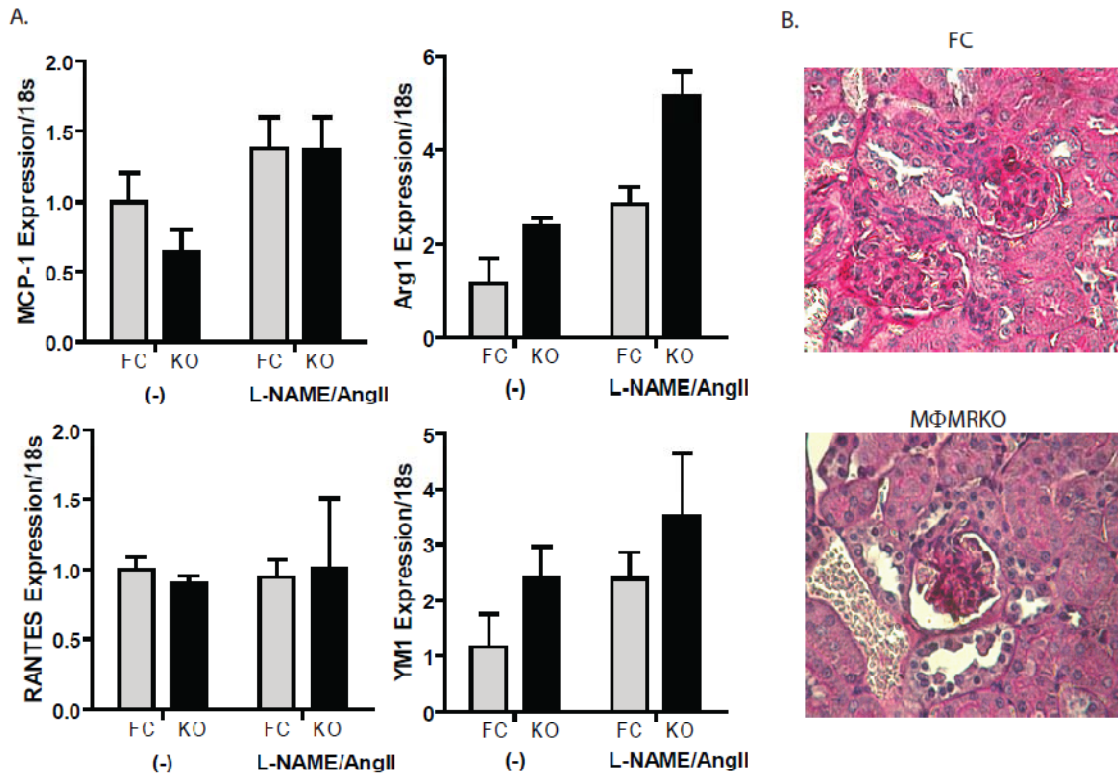 A.
MCP-1 Expression/18s
2.0
1.5
1.0
0.5
0.0
FC KO FC KO
(-) L-NAME/AngII
Arg1 Expression/18s
6
4
2
0
FC KO FC KO
(-) L-NAME/AngII
RANTES Expression/18s
2.0
1.5
1.0
0.5
0.0
FC KO FC KO
(-) L-NAME/AngII
YM1 Expression/18s
5
4
3
2
1
0
FC KO FC KO
(-) L-NAME/AngII
B.
FC
MΦMRKO